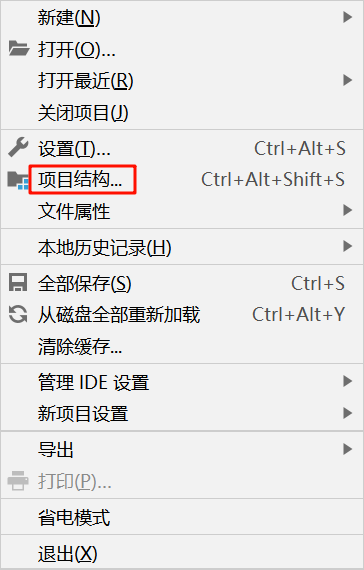 新建(N)
打开(O)...
打开最近(R)
关闭项目(J)
设置(T)... Ctrl+Alt+S
项目结构... Ctrl+Alt+Shift+S
文件属性
本地历史记录(H)
全部保存(S) Ctrl+S
从磁盘全部重新加载 Ctrl+Alt+Y
清除缓存...
管理 IDE 设置
新项目设置
导出
打印(P)...
省电模式
退出(X)